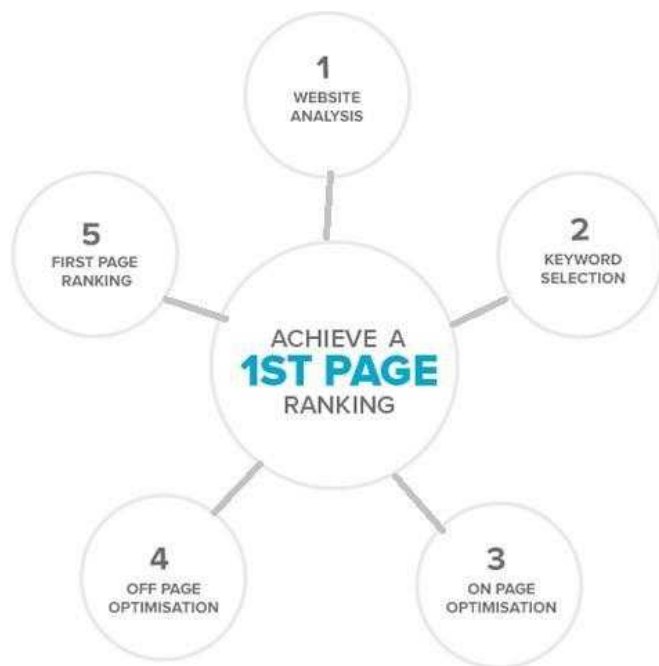 1
WEBSITE
ANALYSIS
2
KEYWORD
SELECTION
3
ON PAGE
OPTIMISATION
4
OFF PAGE
OPTIMISATION
5
FIRST PAGE
RANKING
ACHIEVE A
1ST PAGE
RANKING